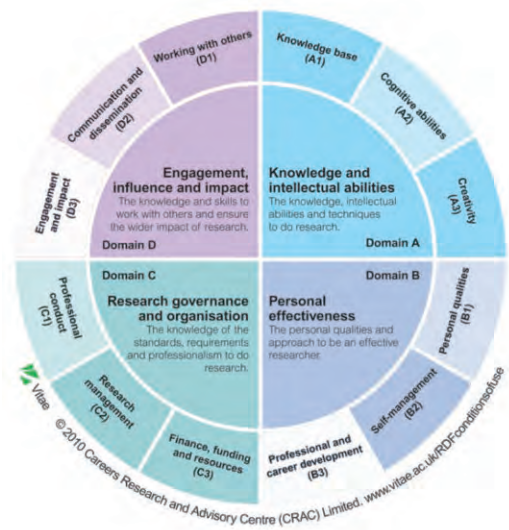 Working with others
(D1)
Communication and
dissemination
(D2)
Engagement
and impact
(D3)
Knowledge base
(A1)
Cognitive abilities
(A2)
Creativity
(A3)
Engagement,
influence and impact
The knowledge and skills to
work with others and ensure
the wider impact of research.
Domain D
Knowledge and
intellectual abilities
The knowledge, intellectual
abilities and techniques
to do research.
Domain A
Domain C
Research governance
and organisation
The knowledge of the
standards, requirements
and professionalism to do
research.
Domain B
Personal
effectiveness
The personal qualities and
approach to be an effective
researcher.
Professional
conduct
(C1)
Research
management
(C2)
Finance, funding
and resources
(C3)
Personal qualities
(B1)
Self-management
(B2)
Professional and
career development
(B3)
Vitae
© 2010 Careers Research and Advisory Centre (CRAC) Limited. www.vitae.ac.uk/RDFconditionsofuse